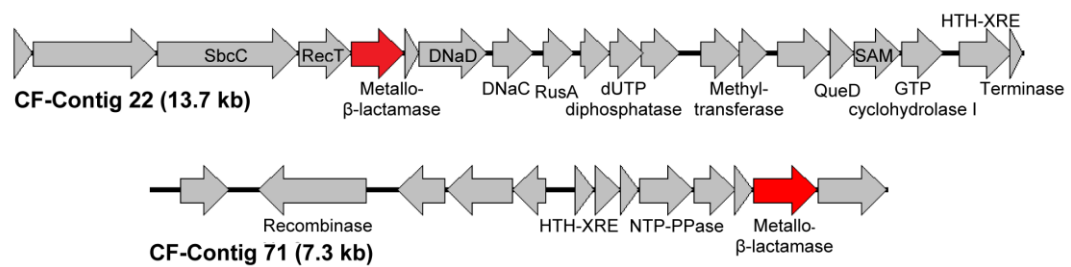 HTH-XRE
SbcC RecT DNaD SAM
Metallo-
β-lactamase
DNaC RusA dUTP
diphosphatase
Methyl-
transferase
QueD GTP
cyclohydrolase I
Terminase
CF-Contig 22 (13.7 kb)
Recombinase HTH-XRE NTP-PPase Metallo-
β-lactamase
CF-Contig 71 (7.3 kb)